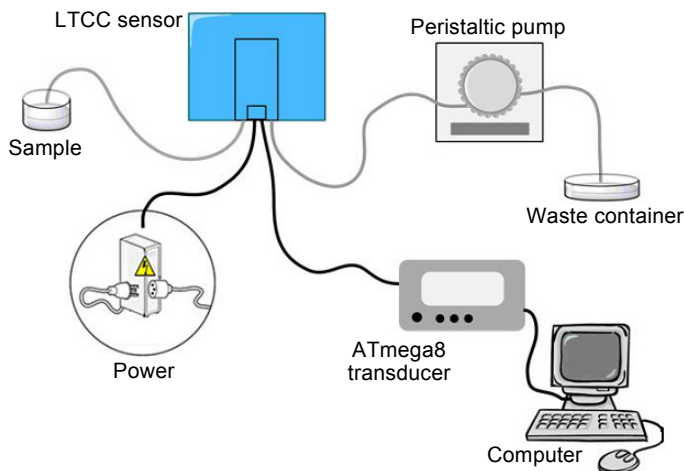 LTCC sensor
Peristaltic pump
Sample
Waste container
Power
ATmega8
transducer
Computer